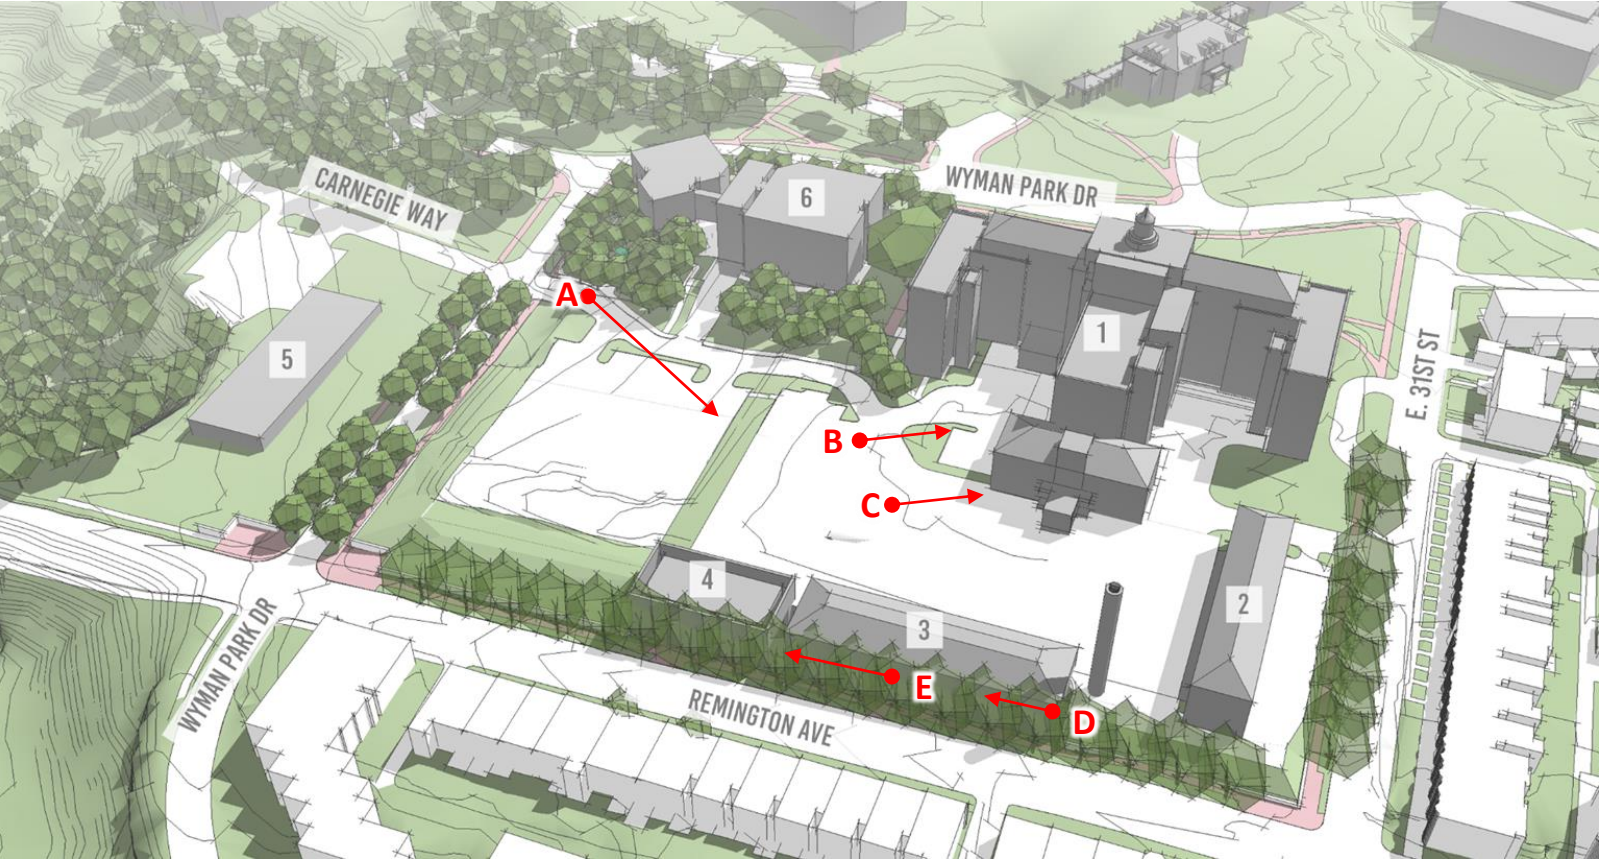 CARNEGIE WAY
6
WYMAN PARK DR
A
1
5
E. 31ST ST
B
C
4
2
3
WYMAN PARK DR
E
REMINGTON AVE
D